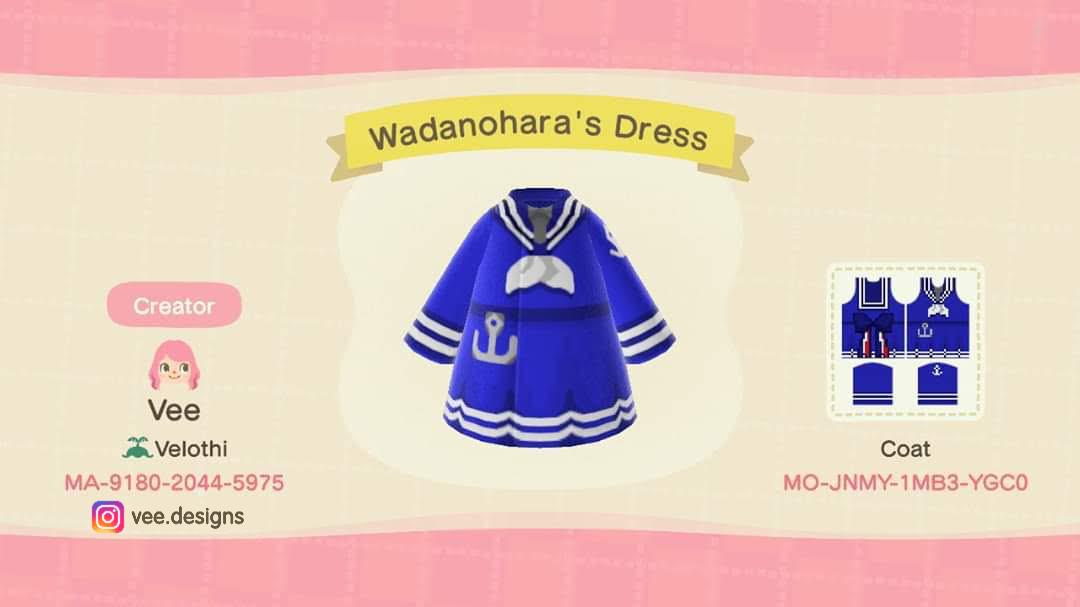 Wadanohara's Dress
Creator
Vee
Velothi
MA-9180-2044-5975
vee.designs
Coat
MO-JNMY-1MB3-YGC0